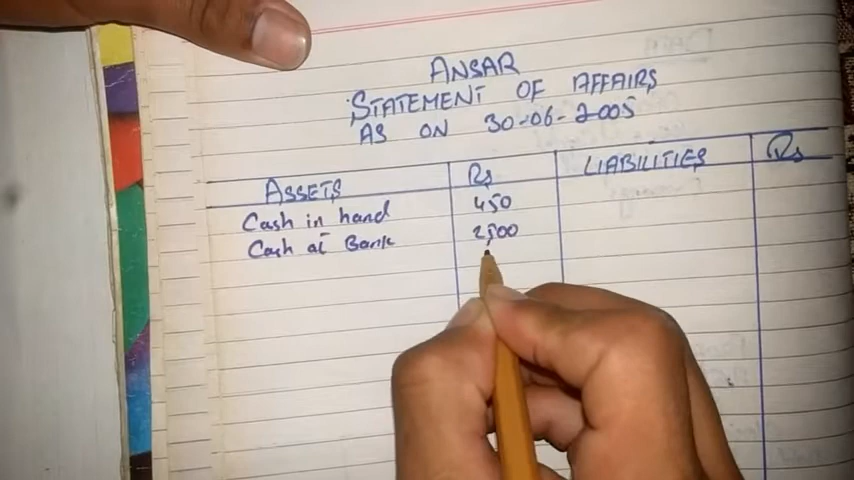 ANSAR
STATEMENT OF AFFAIRS
AS ON 30-06-2005
ASSETS Rs LIABILITIES Rs
Cash in hand 450
Cash at Bank 2,500